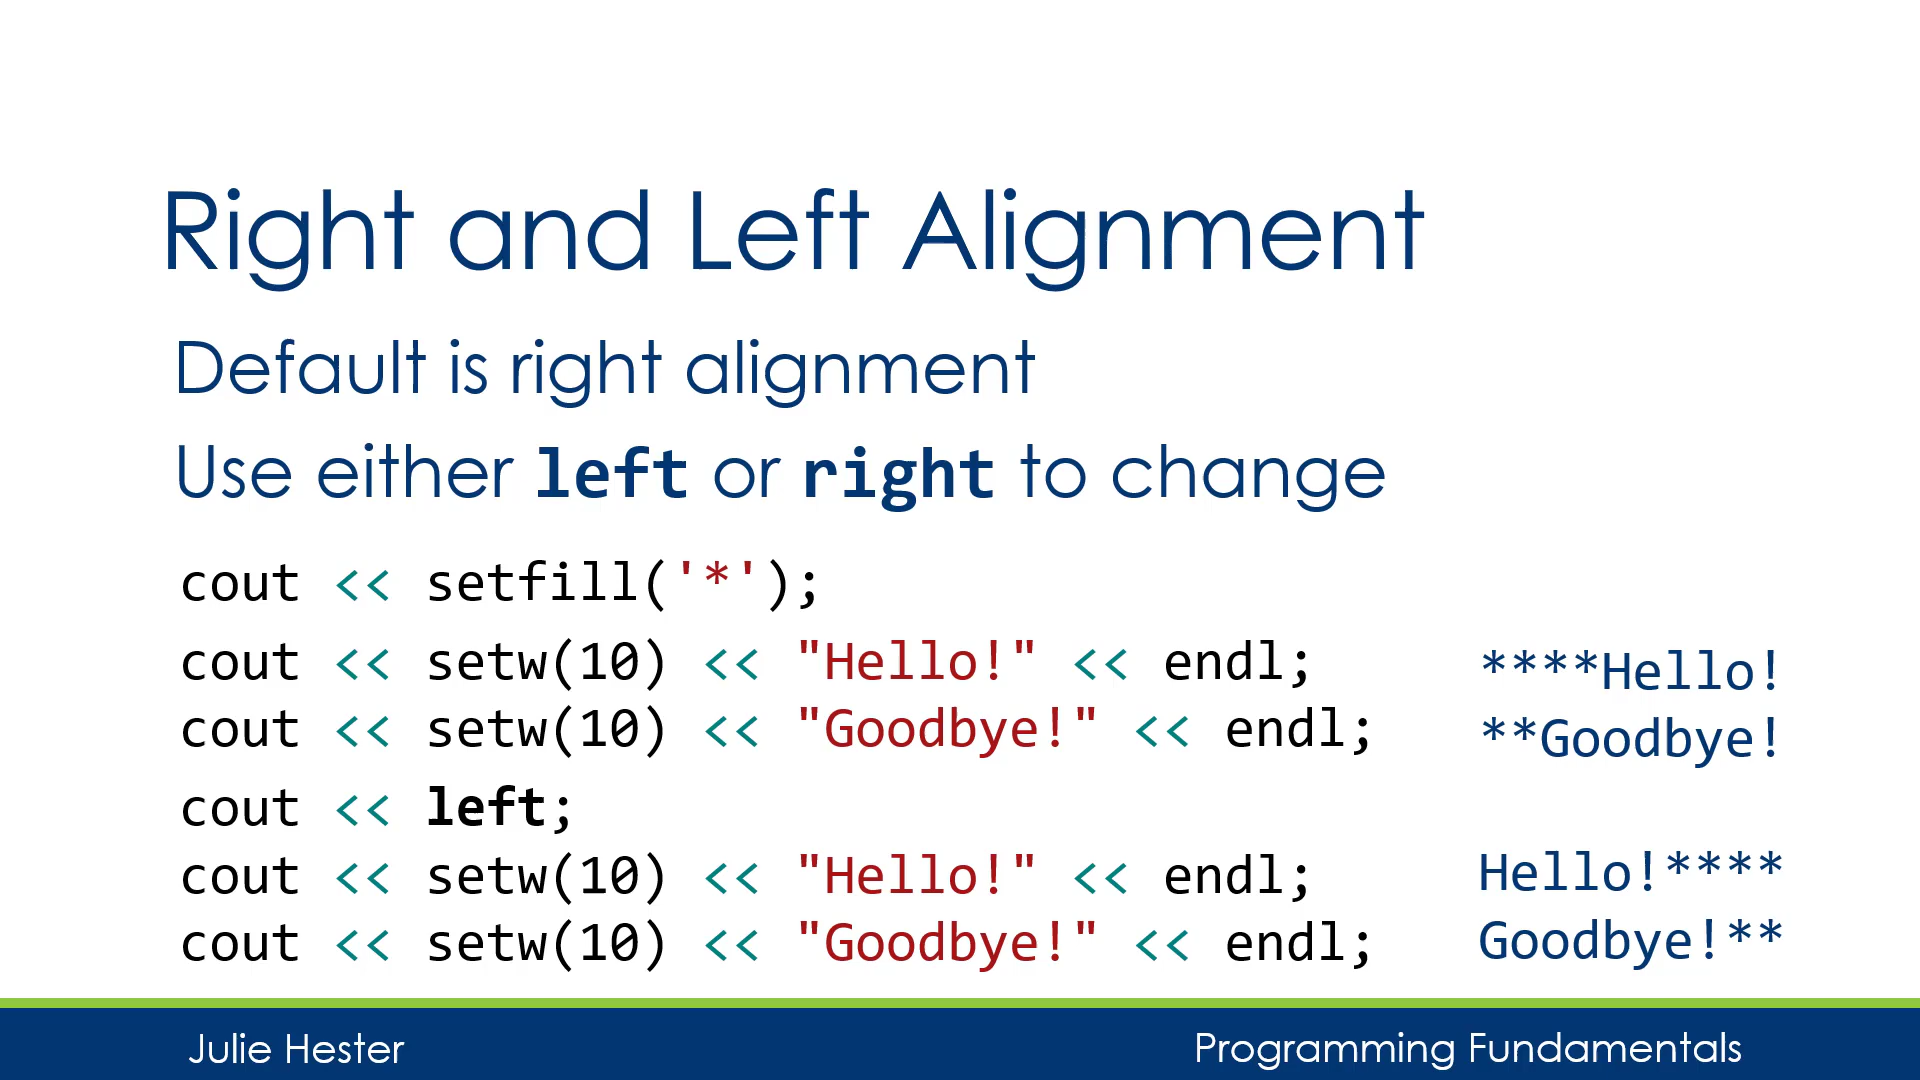 Right and Left Alignment
Default is right alignment
Use either left or right to change
cout << setfill('*');
cout << setw(10) << "Hello!" << endl;
cout << setw(10) << "Goodbye!" << endl;
****Hello!
**Goodbye!
cout << left;
cout << setw(10) << "Hello!" << endl;
cout << setw(10) << "Goodbye!" << endl;
Hello!****
Goodbye!**
Julie Hester
Programming Fundamentals